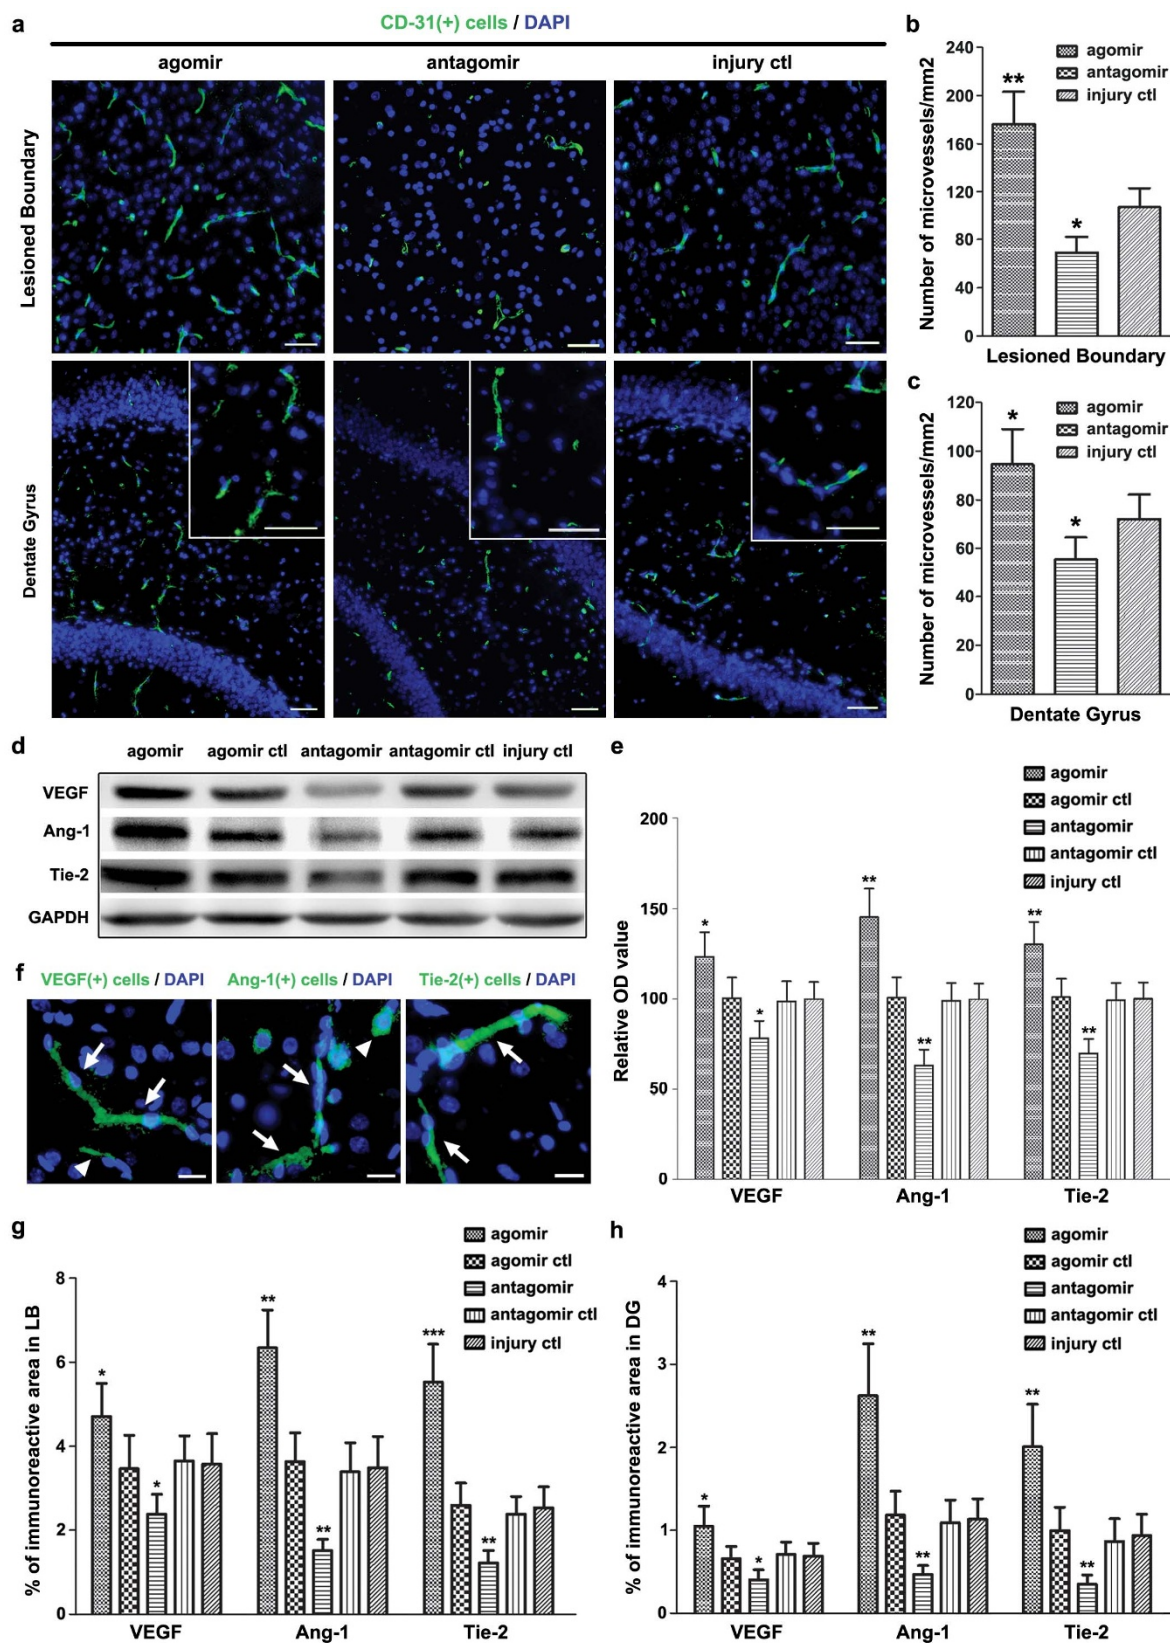 a
CD-31(+) cells / DAPI
agomir antagomir injury ctl
Lesioned Boundary
Dentate Gyrus
b
Number of microvessels/mm2
240
200
160
120
80
40
0
agomir
antagomir
injury ctl
**
*
Lesioned Boundary
c
Number of microvessels/mm2
120
100
80
60
40
20
0
agomir
antagomir
injury ctl
*
*
Dentate Gyrus
d
agomir agomir ctl antagomir antagomir ctl injury ctl
VEGF
Ang-1
Tie-2
GAPDH
e
Relative OD value
200
150
100
50
0
agomir
agomir ctl
antagomir
antagomir ctl
injury ctl
* * ** ** ** **
VEGF Ang-1 Tie-2
f
VEGF(+) cells / DAPI Ang-1(+) cells / DAPI Tie-2(+) cells / DAPI
g
% of immunoreactive area in LB
8
6
4
2
0
agomir
agomir ctl
antagomir
antagomir ctl
injury ctl
* * ** ** *** **
VEGF Ang-1 Tie-2
h
% of immunoreactive area in DG
4
3
2
1
0
agomir
agomir ctl
antagomir
antagomir ctl
injury ctl
* * ** ** ** **
VEGF Ang-1 Tie-2